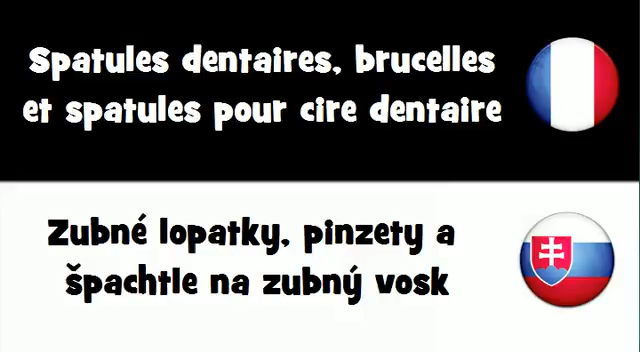 Spatules dentaires, brucelles
et spatules pour cire dentaire
Zubné lopatky, pinzety a
špachtle na zubný vosk